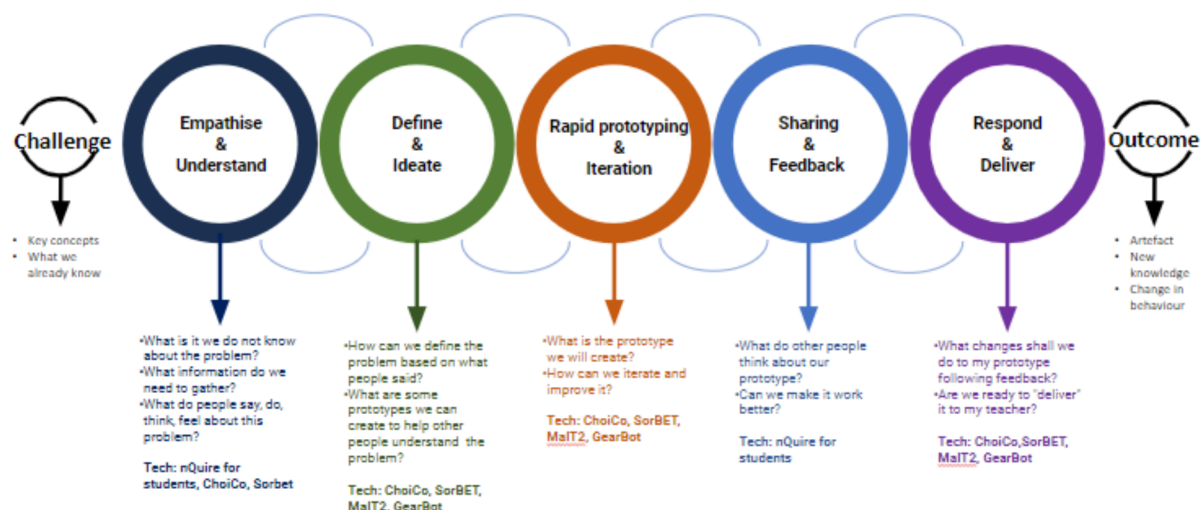 Challenge
• Key concepts
• What we
already know
Empathise
&
Understand
•What is it we do not know
about the problem?
•What information do we
need to gather?
•What do people say, do,
think, feel about this
problem?
Tech: nQuire for
students, ChoiCo, Sorbet
Define
&
Ideate
•How can we define the
problem based on what
people said?
•What are some
prototypes we can
create to help other
people understand the
problem?
Tech: ChoiCo, SorBET,
MaIT2, GearBot
Rapid prototyping
&
Iteration
•What is the prototype
we will create?
•How can we iterate and
improve it?
Tech: ChoiCo, SorBET,
MaIT2, GearBot
Sharing
&
Feedback
•What do other people
think about our
prototype?
•Can we make it work
better?
Tech: nQuire for
students
Respond
&
Deliver
•What changes shall we
do to my prototype
following feedback?
•Are we ready to "deliver"
it to my teacher?
Tech: ChoiCo,SorBET,
MaIT2, GearBot
Outcome
• Artefact
• New
knowledge
• Change in
behaviour